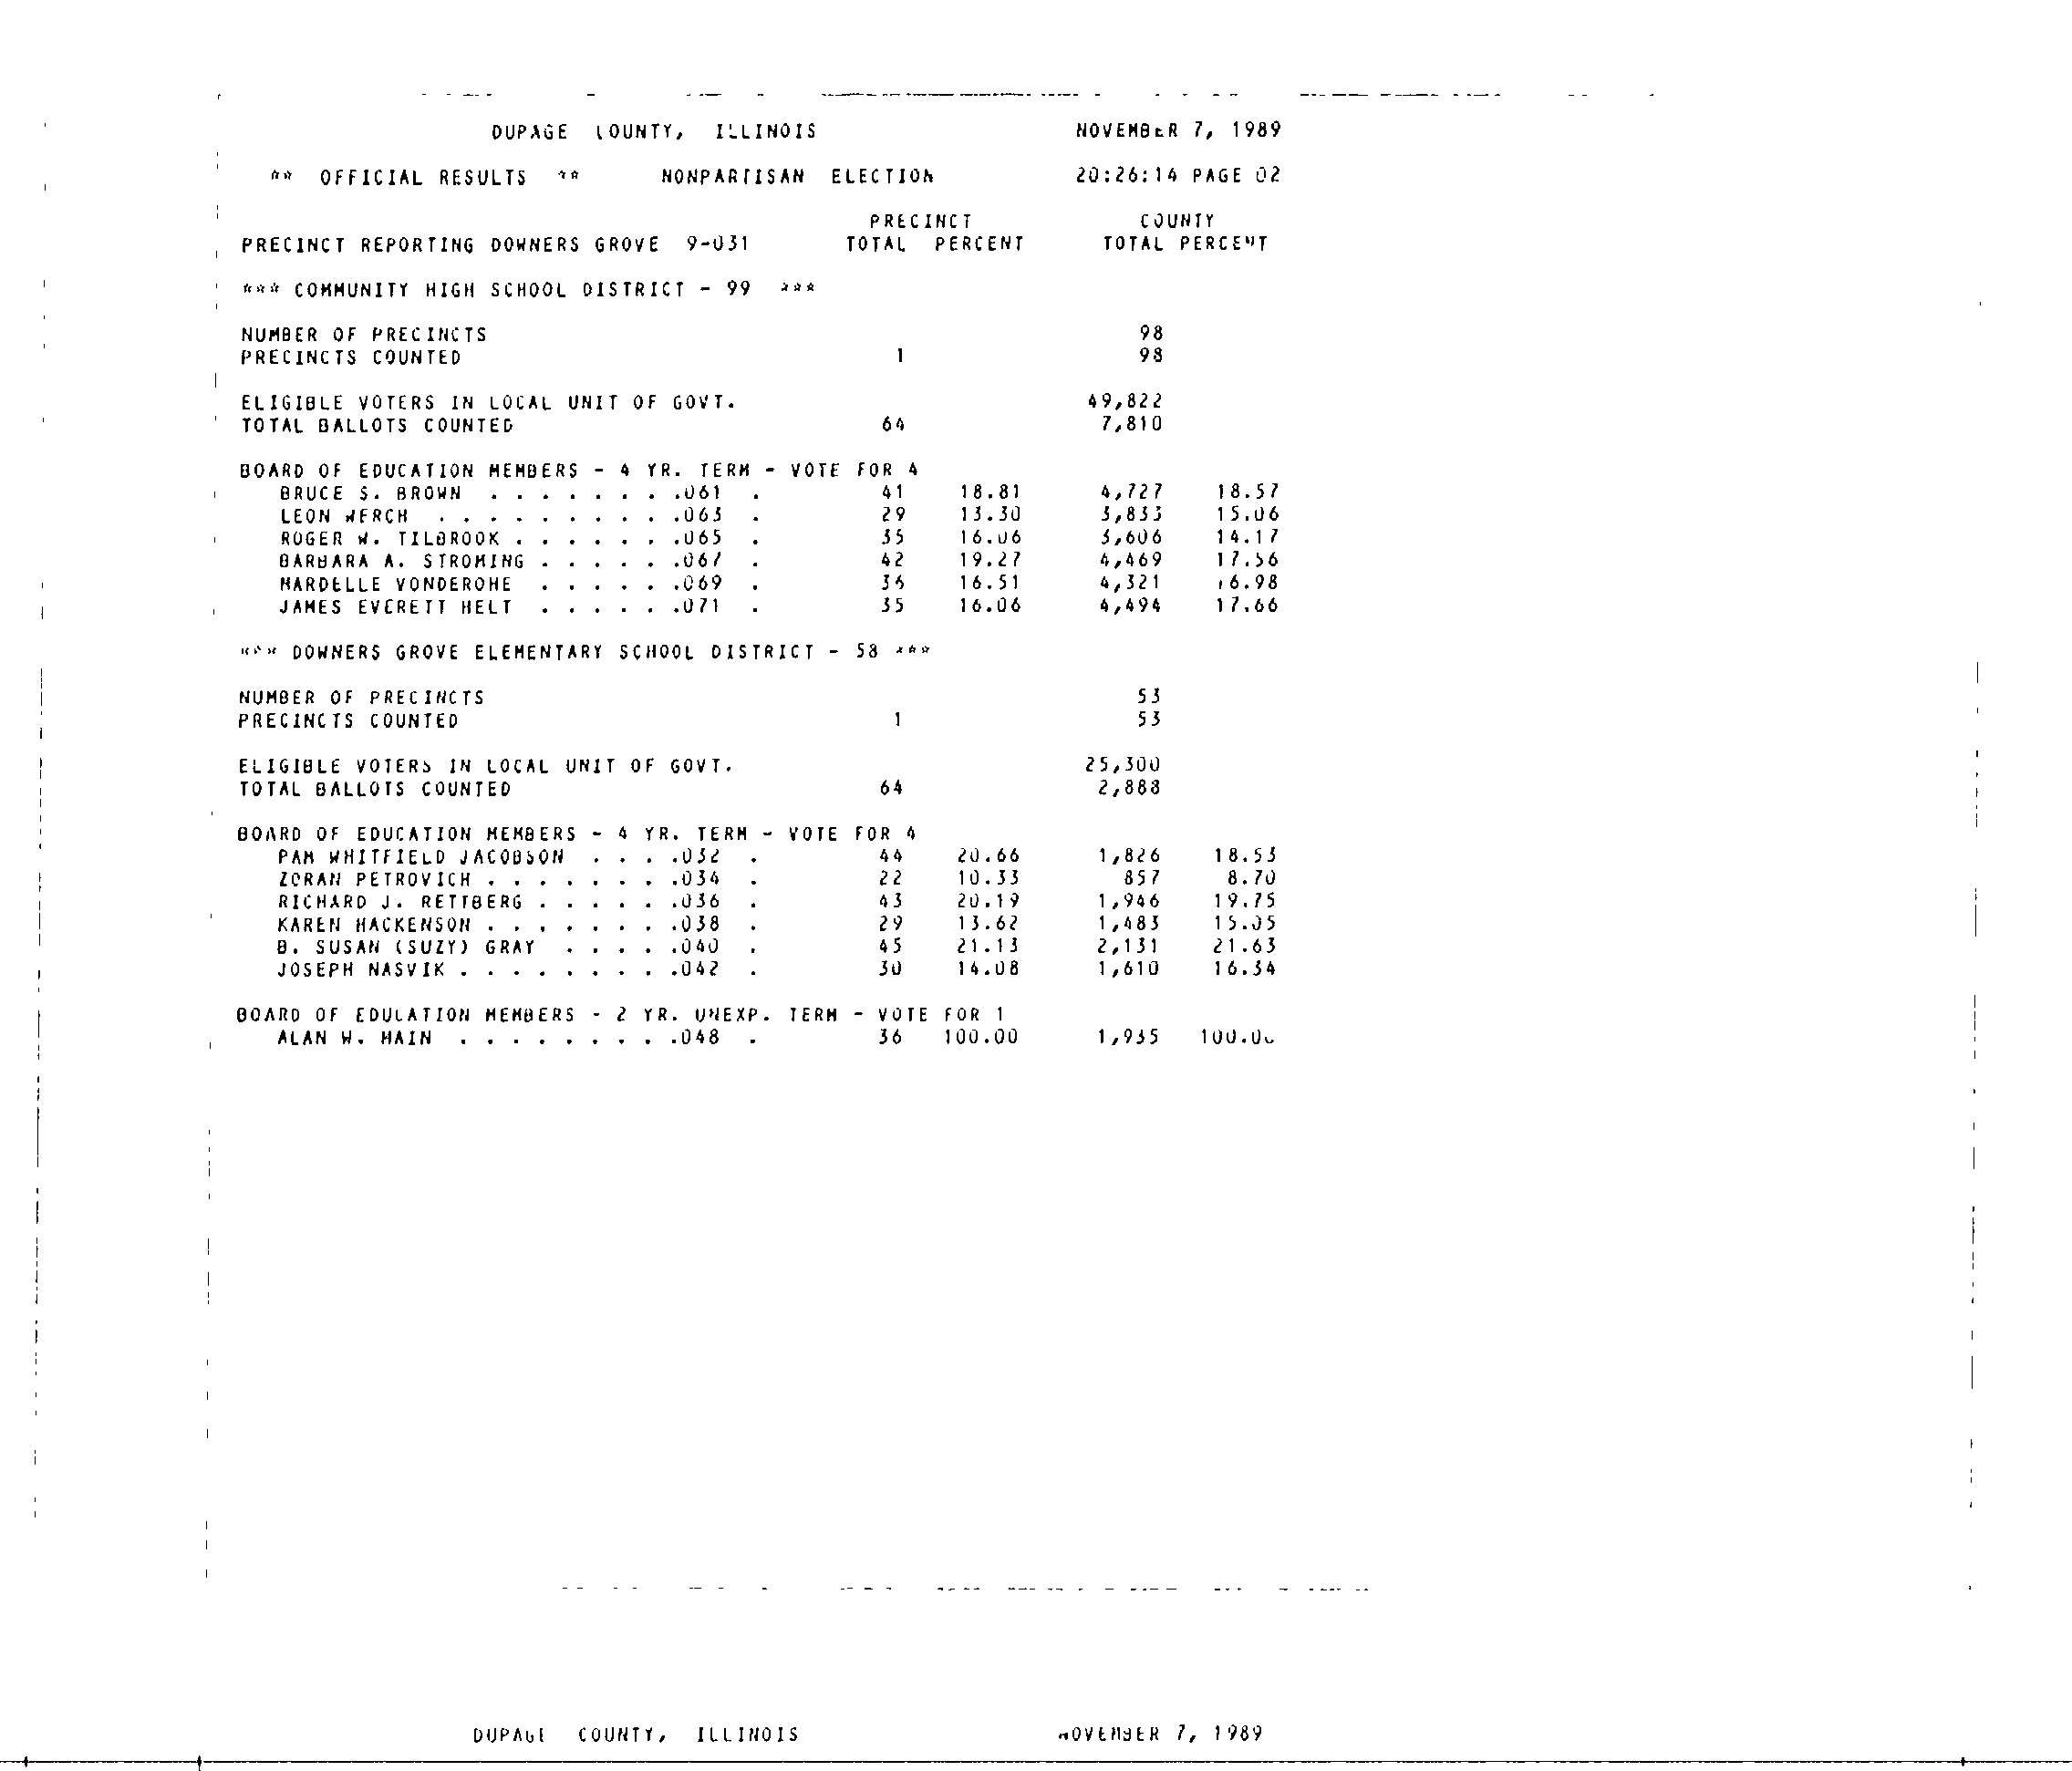 DUPAGE COUNTY, ILLINOIS NOVEMBER 7, 1989
** OFFICIAL RESULTS ** NONPARTISAN ELECTION 20:26:14 PAGE 02
PRECINCT COUNTY
PRECINCT REPORTING DOWNERS GROVE 9-031 TOTAL PERCENT TOTAL PERCENT
*** COMMUNITY HIGH SCHOOL DISTRICT - 99 ***
NUMBER OF PRECINCTS 98
PRECINCTS COUNTED 1 98
ELIGIBLE VOTERS IN LOCAL UNIT OF GOVT. 49,822
TOTAL BALLOTS COUNTED 64 7,810
BOARD OF EDUCATION MEMBERS - 4 YR. TERM - VOTE FOR 4
BRUCE S. BROWN . . . . . . . .061 . 41 18.81 4,727 18.57
LEON WERCH . . . . . . . . . .063 . 29 13.30 3,833 15.06
ROGER W. TILBROOK . . . . . . .065 . 35 16.06 3,606 14.17
BARBARA A. STROMING . . . . . .067 . 42 19.27 4,469 17.56
MARDELLE VONDEROHE . . . . . .069 . 36 16.51 4,321 16.98
JAMES EVERETT HELT . . . . . .071 . 35 16.06 4,494 17.66
*** DOWNERS GROVE ELEMENTARY SCHOOL DISTRICT - 58 ***
NUMBER OF PRECINCTS 53
PRECINCTS COUNTED 1 53
ELIGIBLE VOTERS IN LOCAL UNIT OF GOVT. 25,300
TOTAL BALLOTS COUNTED 64 2,888
BOARD OF EDUCATION MEMBERS - 4 YR. TERM - VOTE FOR 4
PAM WHITFIELD JACOBSON . . . .032 . 44 20.66 1,826 18.53
ZORAN PETROVICH . . . . . . . .034 . 22 10.33 857 8.70
RICHARD J. RETTBERG . . . . . .036 . 43 20.19 1,946 19.75
KAREN HACKENSON . . . . . . . .038 . 29 13.62 1,483 15.05
B. SUSAN (SUZY) GRAY . . . . .040 . 45 21.13 2,131 21.63
JOSEPH NASVIK . . . . . . . . .042 . 30 14.08 1,610 16.34
BOARD OF EDUCATION MEMBERS - 2 YR. UNEXP. TERM - VOTE FOR 1
ALAN W. HAIN . . . . . . . . .048 . 36 100.00 1,935 100.00
DUPAGE COUNTY, ILLINOIS NOVEMBER 7, 1989